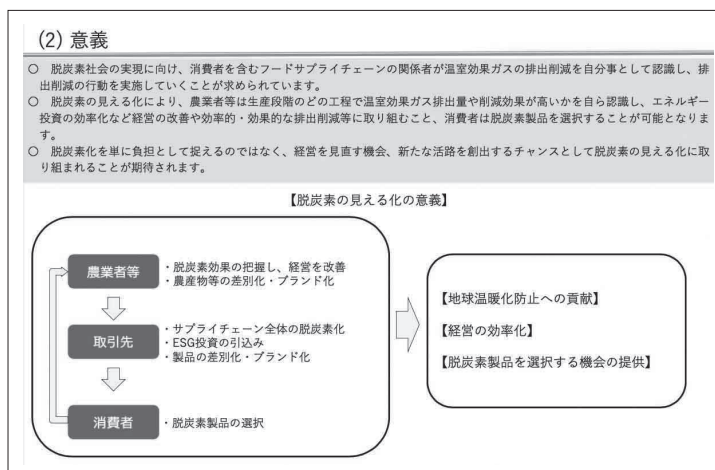 (2) 意義
○ 脱炭素社会の実現に向け、消費者を含むフードサプライチェーンの関係者が温室効果ガスの排出削減を自分事として認識し、排
出削減の行動を実施していくことが求められています。
○ 脱炭素の見える化により、農業者等は生産段階のどの工程で温室効果ガス排出量や削減効果が高いかを自ら認識し、エネルギー
投資の効率化など経営の改善や効率的・効果的な排出削減等に取り組むこと、消費者は脱炭素製品を選択することが可能となりま
す。
○ 脱炭素化を単に負担として捉えるのではなく、経営を見直す機会、新たな活路を創出するチャンスとして脱炭素の見える化に取
り組まれることが期待されます。
【脱炭素の見える化の意義】
農業者等
・脱炭素効果の把握し、経営を改善
・農産物等の差別化・ブランド化
取引先
・サプライチェーン全体の脱炭素化
・ESG投資の引込み
・製品の差別化・ブランド化
消費者
・脱炭素製品の選択
【地球温暖化防止への貢献】
【経営の効率化】
【脱炭素製品を選択する機会の提供】